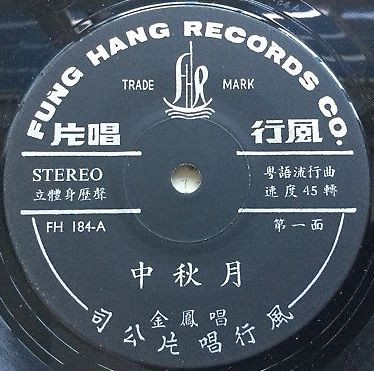 FUNG HANG RECORDS CO.
TRADE MARK
FHR
風行唱片
STEREO
立體身歷聲
粵語流行曲
速度45轉
FH 184-A
第一面
中秋月
金鳳唱
風行唱片公司